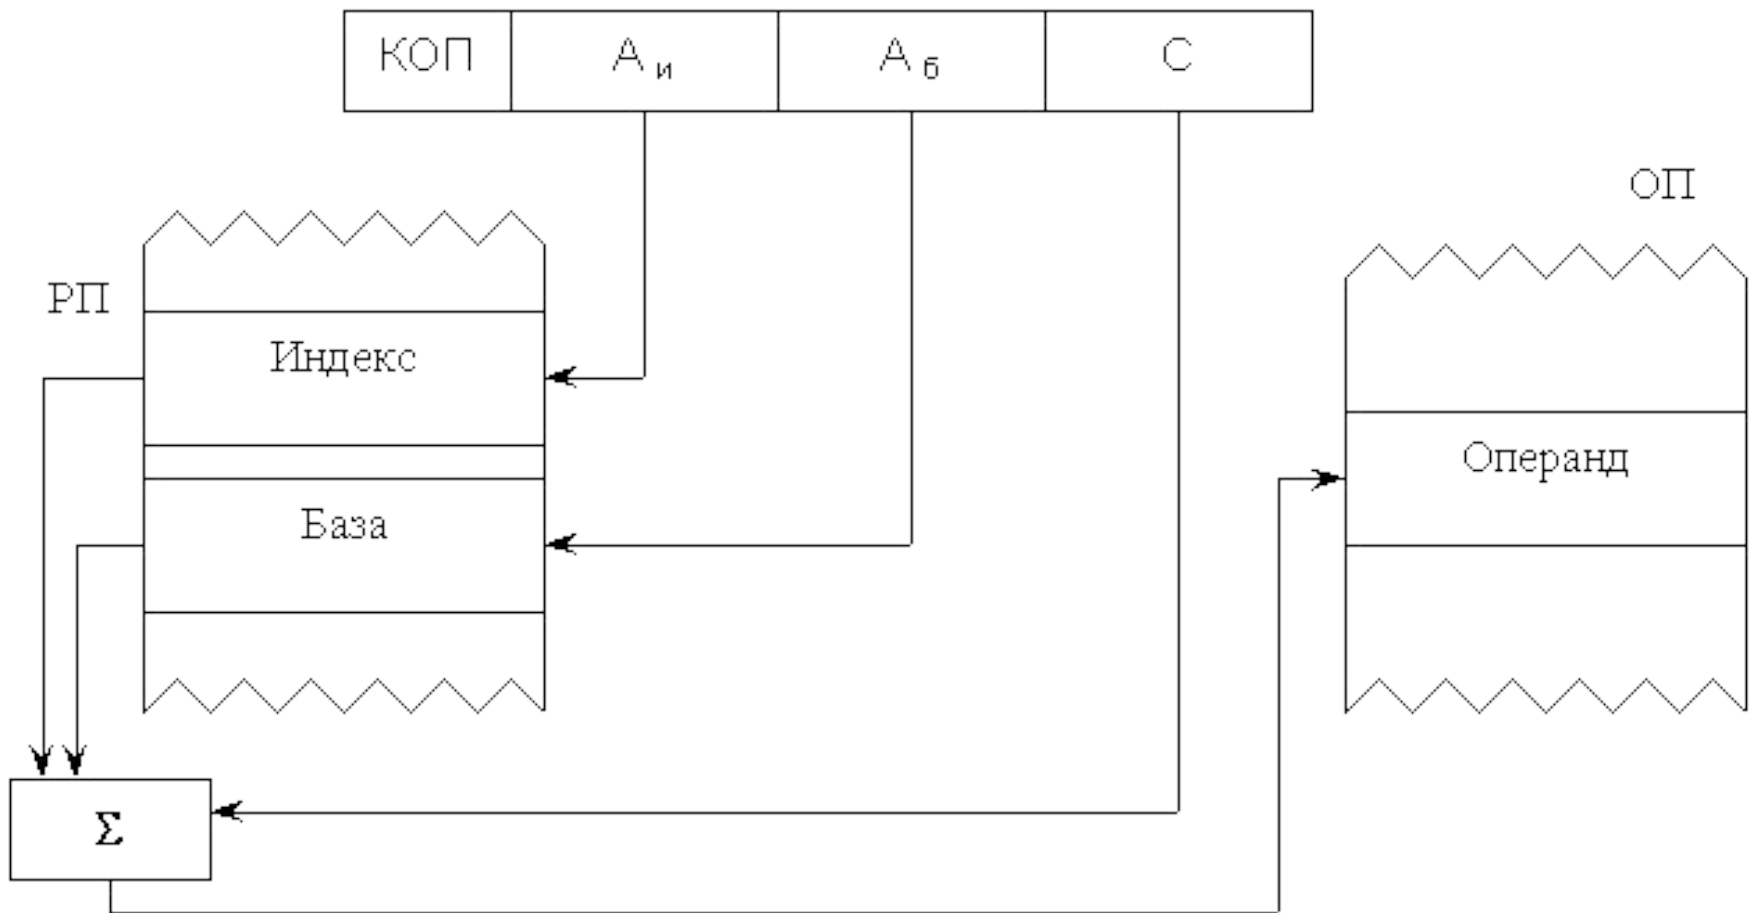 КОП А и А б С
ОП
РП
Индекс
Операнд
База
Σ